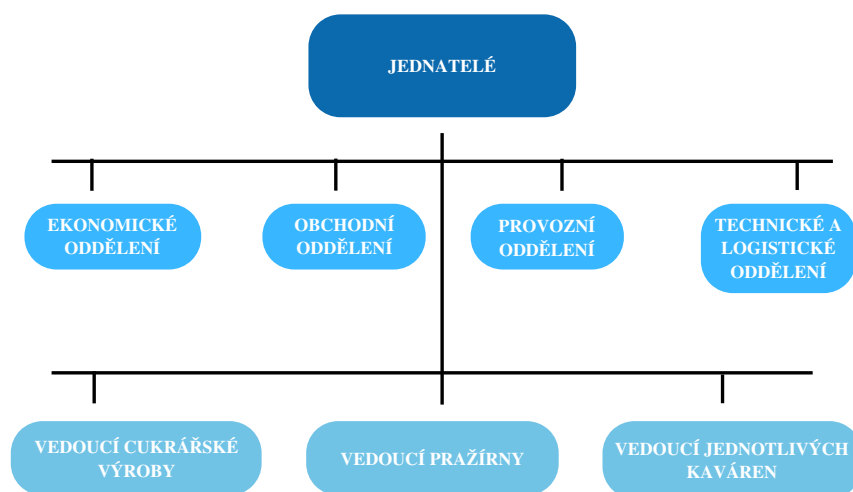 JEDNATELÉ
EKONOMICKÉ
ODDĚLENÍ
OBCHODNÍ
ODDĚLENÍ
PROVOZNÍ
ODDĚLENÍ
TECHNICKÉ A
LOGISTICKÉ
ODDĚLENÍ
VEDOUCÍ CUKRÁŘSKÉ
VÝROBY
VEDOUCÍ PRAŽÍRNY
VEDOUCÍ JEDNOTLIVÝCH
KAVÁREN